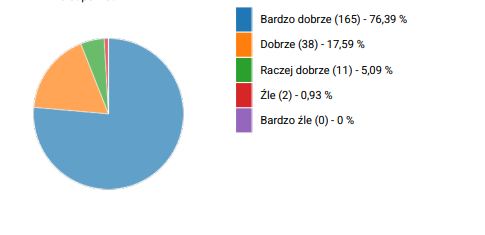 Bardzo dobrze (165) - 76,39 %
Dobrze (38) - 17,59 %
Raczej dobrze (11) - 5,09 %
Źle (2) - 0,93 %
Bardzo źle (0) - 0 %